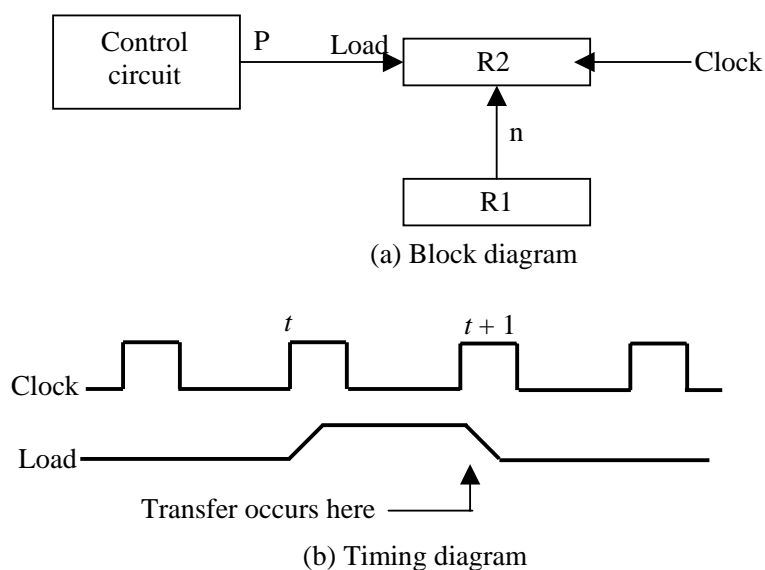 Control
circuit
P
Load
R2
Clock
n
R1
(a) Block diagram
t
t + 1
Clock
Load
Transfer occurs here
(b) Timing diagram